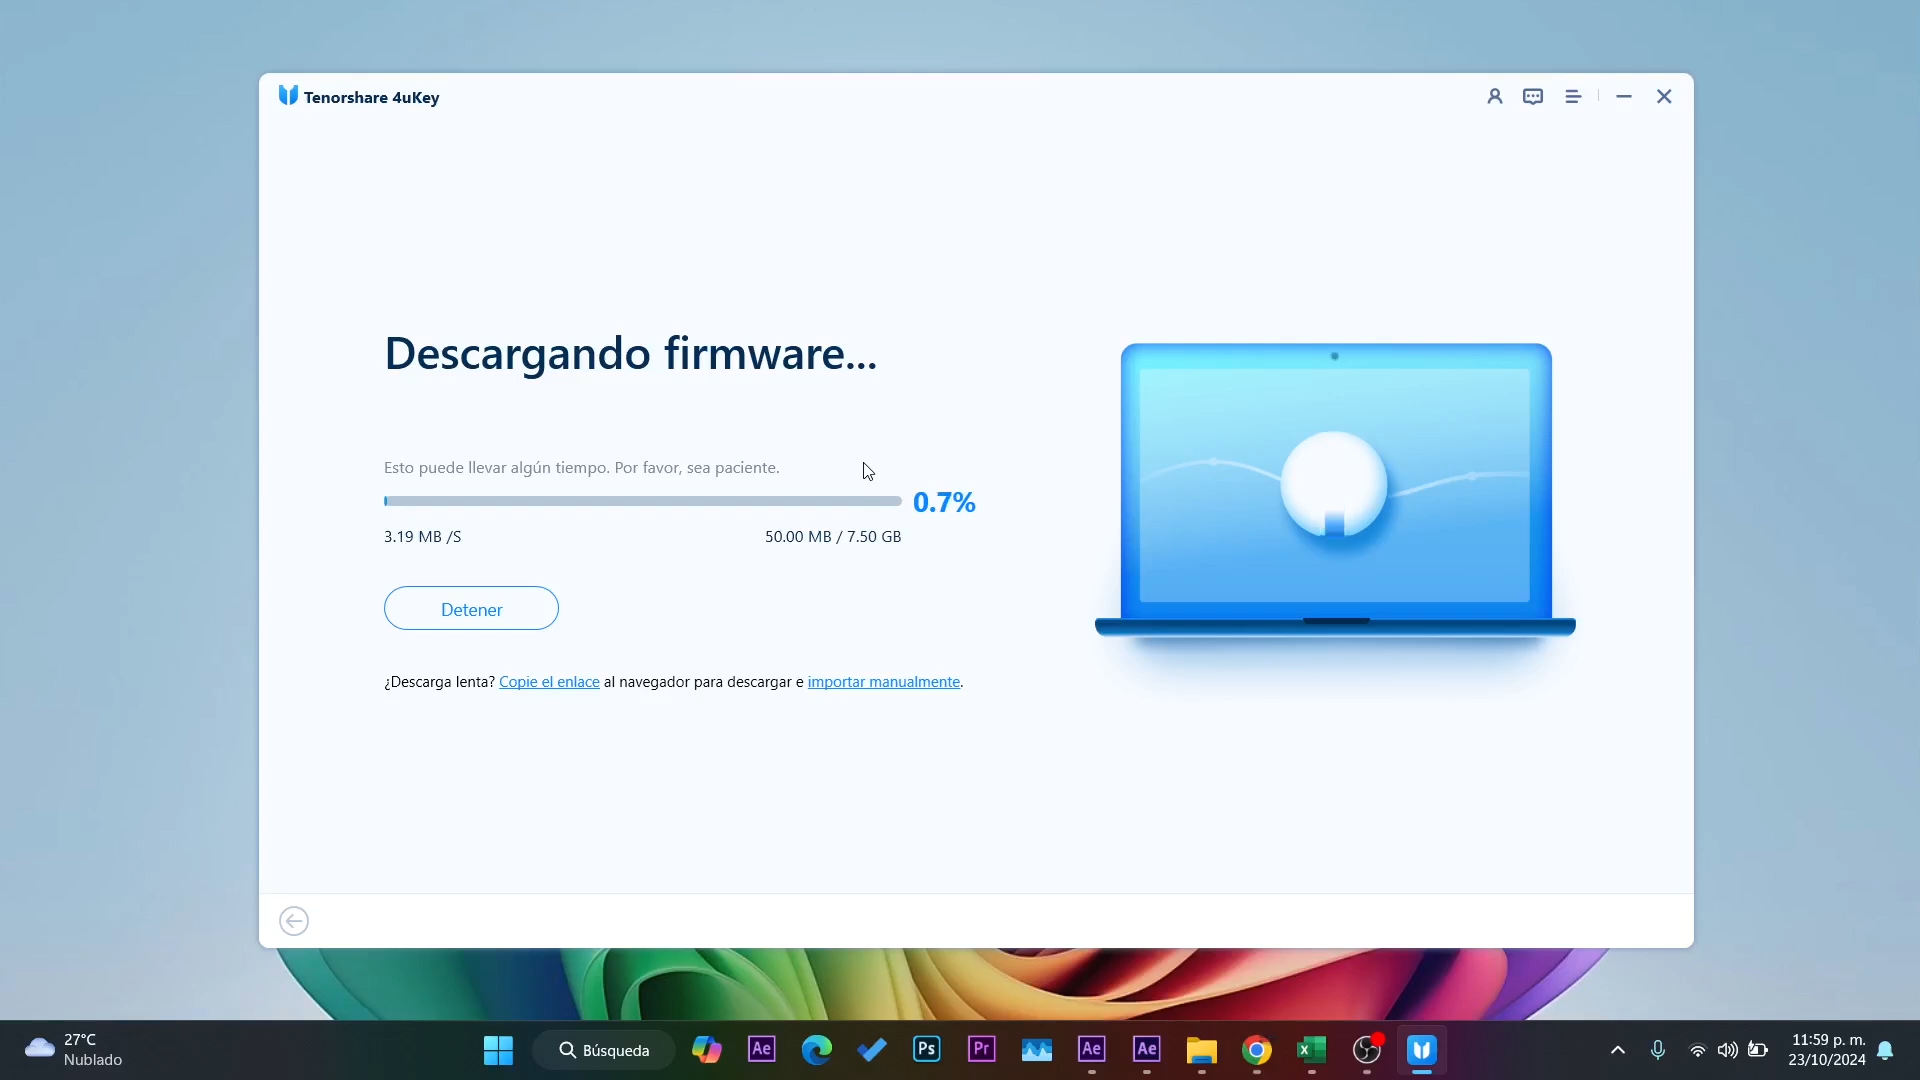 Tenorshare 4uKey
Descargando firmware...
Esto puede llevar algún tiempo. Por favor, sea paciente.
0.7%
3.19 MB /S
50.00 MB / 7.50 GB
Detener
¿Descarga lenta? Copie el enlace al navegador para descargar e importar manualmente.
27°C
Nublado
Búsqueda
Ae
Ps
Pr
Ae
Ae
11:59 p. m.
23/10/2024